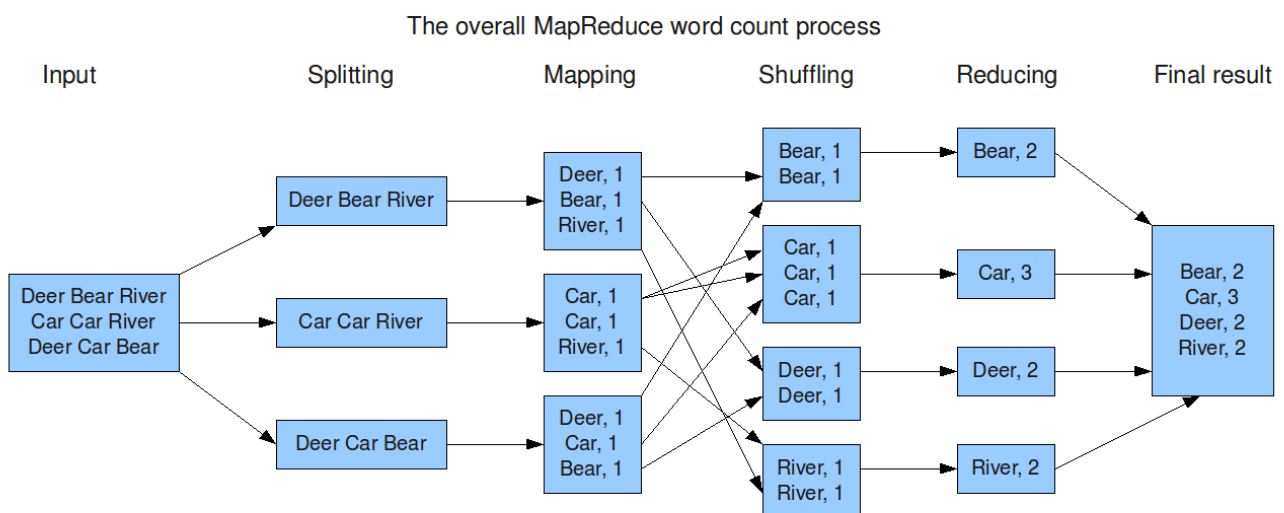 The overall MapReduce word count process
Input
Splitting
Mapping
Shuffling
Reducing
Final result
Deer Bear River
Car Car River
Deer Car Bear
Deer Bear River
Car Car River
Deer Car Bear
Deer, 1
Bear, 1
River, 1
Car, 1
Car, 1
River, 1
Deer, 1
Car, 1
Bear, 1
Bear, 1
Bear, 1
Car, 1
Car, 1
Car, 1
Deer, 1
Deer, 1
River, 1
River, 1
Bear, 2
Car, 3
Deer, 2
River, 2
Bear, 2
Car, 3
Deer, 2
River, 2